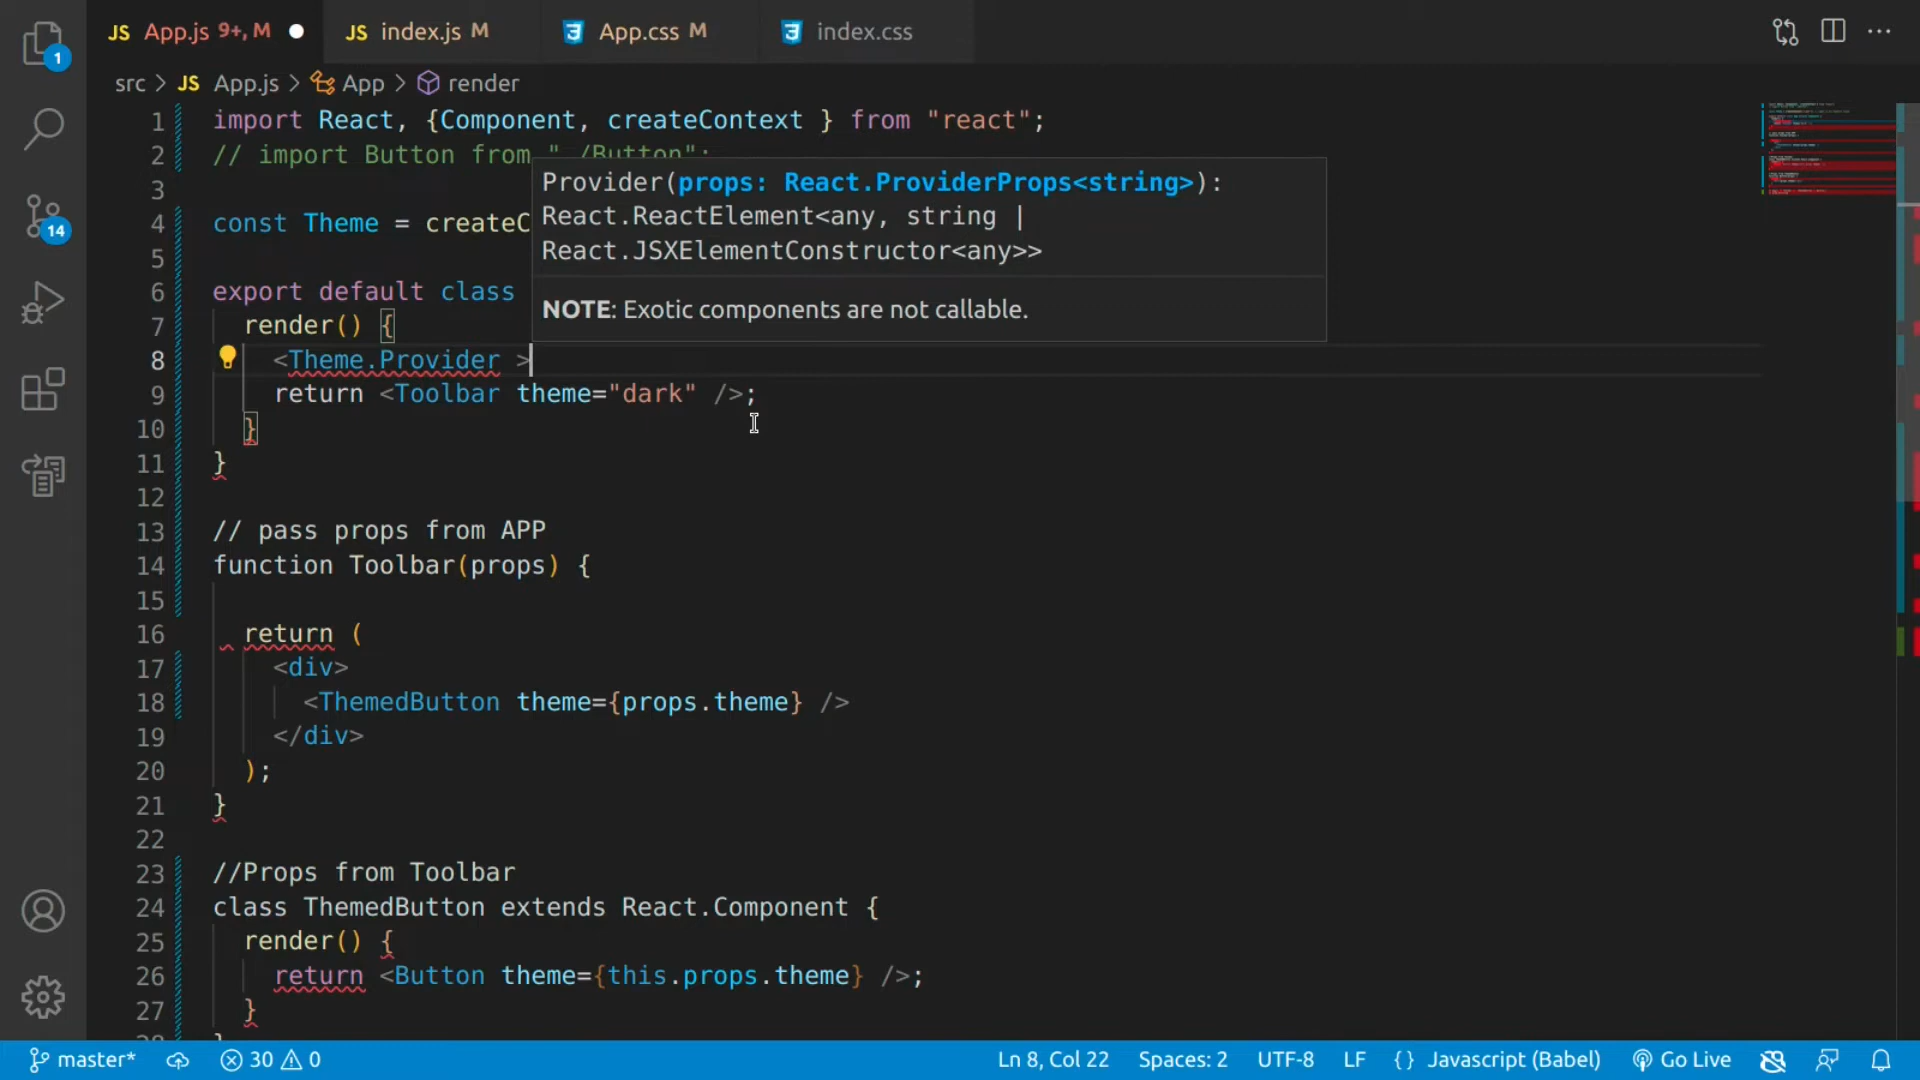 JS App.js 9+, M JS index.js M App.css M index.css
src > JS App.js > App > render
1 import React, {Component, createContext } from "react";
2 // import Button from "./Button";
3
4 const Theme = createC
5
6 export default class
7 render() {
8 <Theme.Provider >
9 return <Toolbar theme="dark" />;
10 }
11 }
12
13 // pass props from APP
14 function Toolbar(props) {
15
16 return (
17 <div>
18 <ThemedButton theme={props.theme} />
19 </div>
20 );
21 }
22
23 //Props from Toolbar
24 class ThemedButton extends React.Component {
25 render() {
26 return <Button theme={this.props.theme} />;
27 }
28 }
Provider(props: React.ProviderProps<string>):
React.ReactElement<any, string |
React.JSXElementConstructor<any>>
NOTE: Exotic components are not callable.
1
14
master* 30 0 Ln 8, Col 22 Spaces: 2 UTF-8 LF { } Javascript (Babel) Go Live